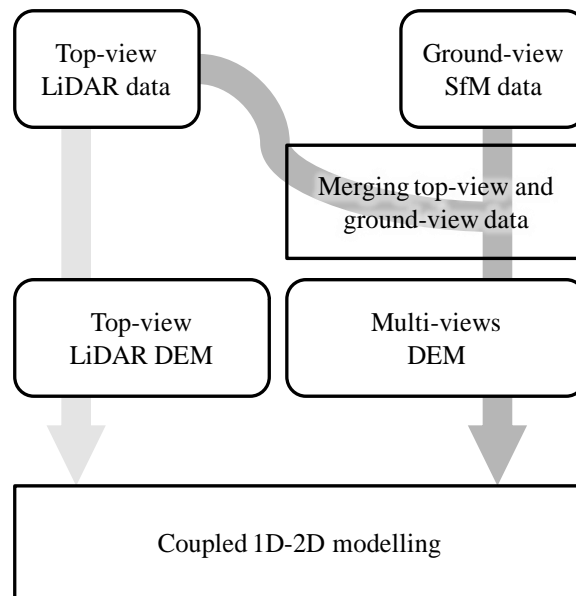 Top-view
LiDAR data
Ground-view
SfM data
Merging top-view and
ground-view data
Top-view
LiDAR DEM
Multi-views
DEM
Coupled 1D-2D modelling